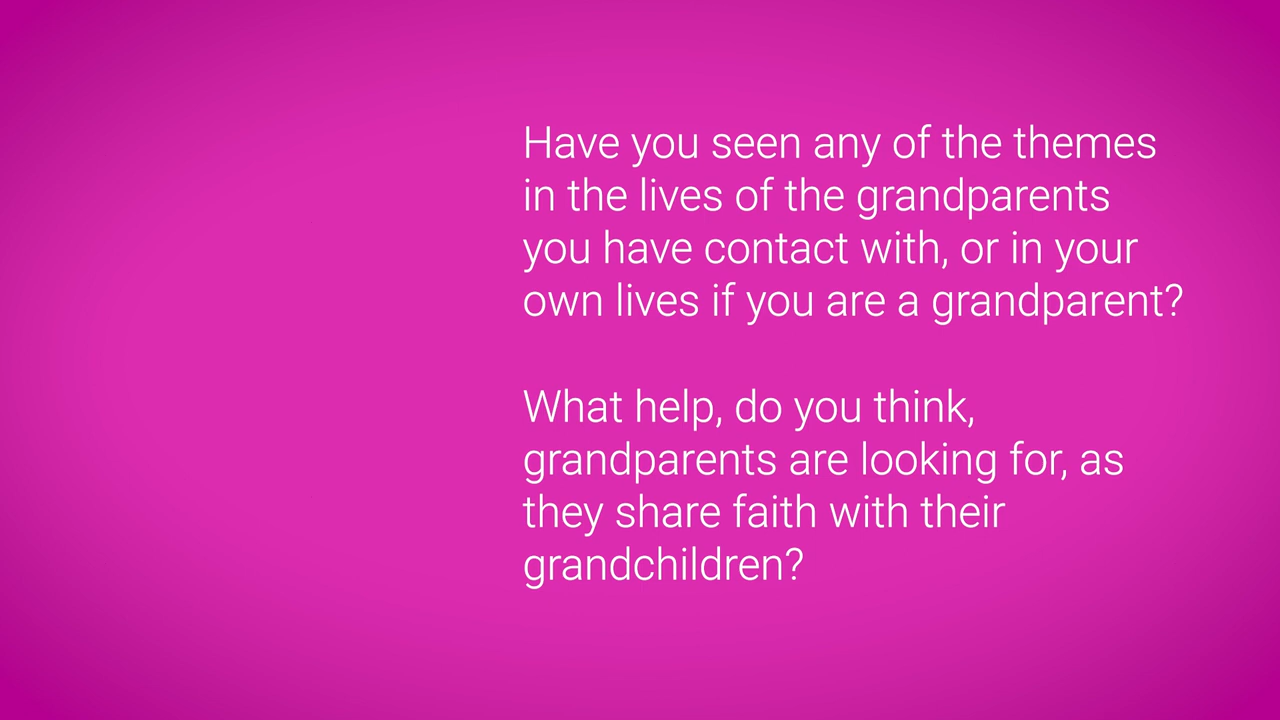 Have you seen any of the themes
in the lives of the grandparents
you have contact with, or in your
own lives if you are a grandparent?
What help, do you think,
grandparents are looking for, as
they share faith with their
grandchildren?